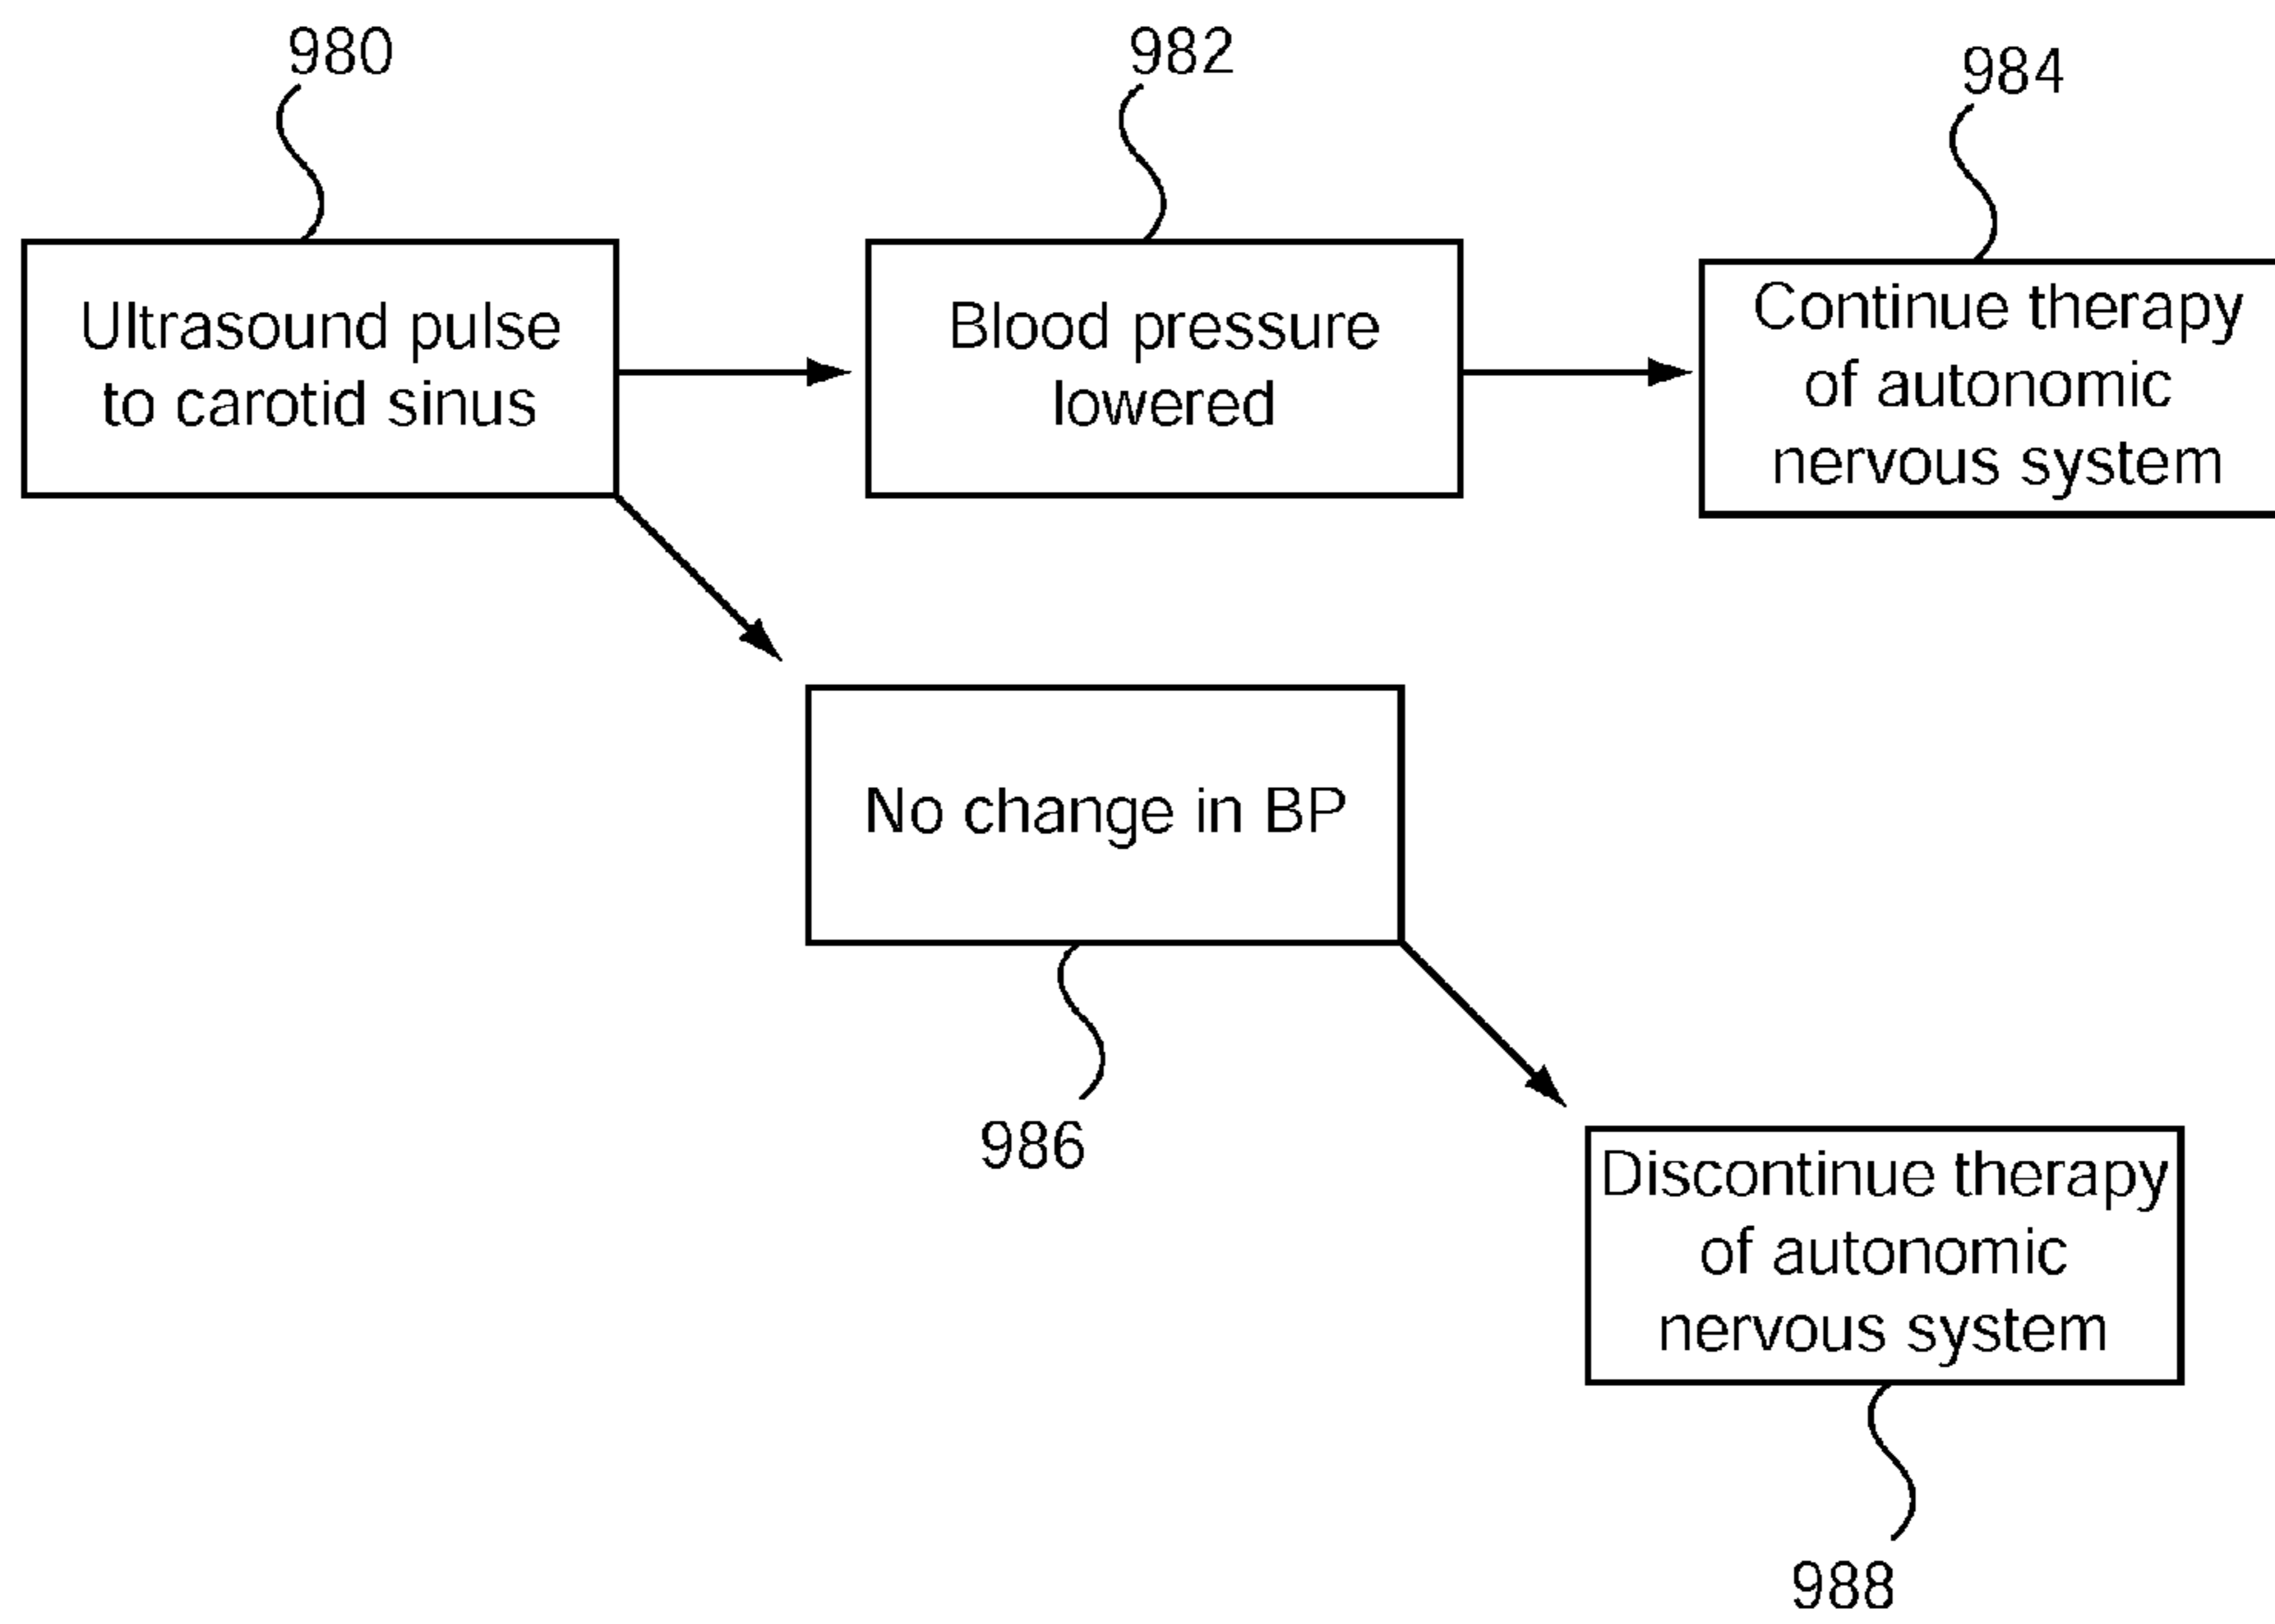 980
982
984
Ultrasound pulse
to carotid sinus
Blood pressure
lowered
Continue therapy
of autonomic
nervous system
No change in BP
986
Discontinue therapy
of autonomic
nervous system
988